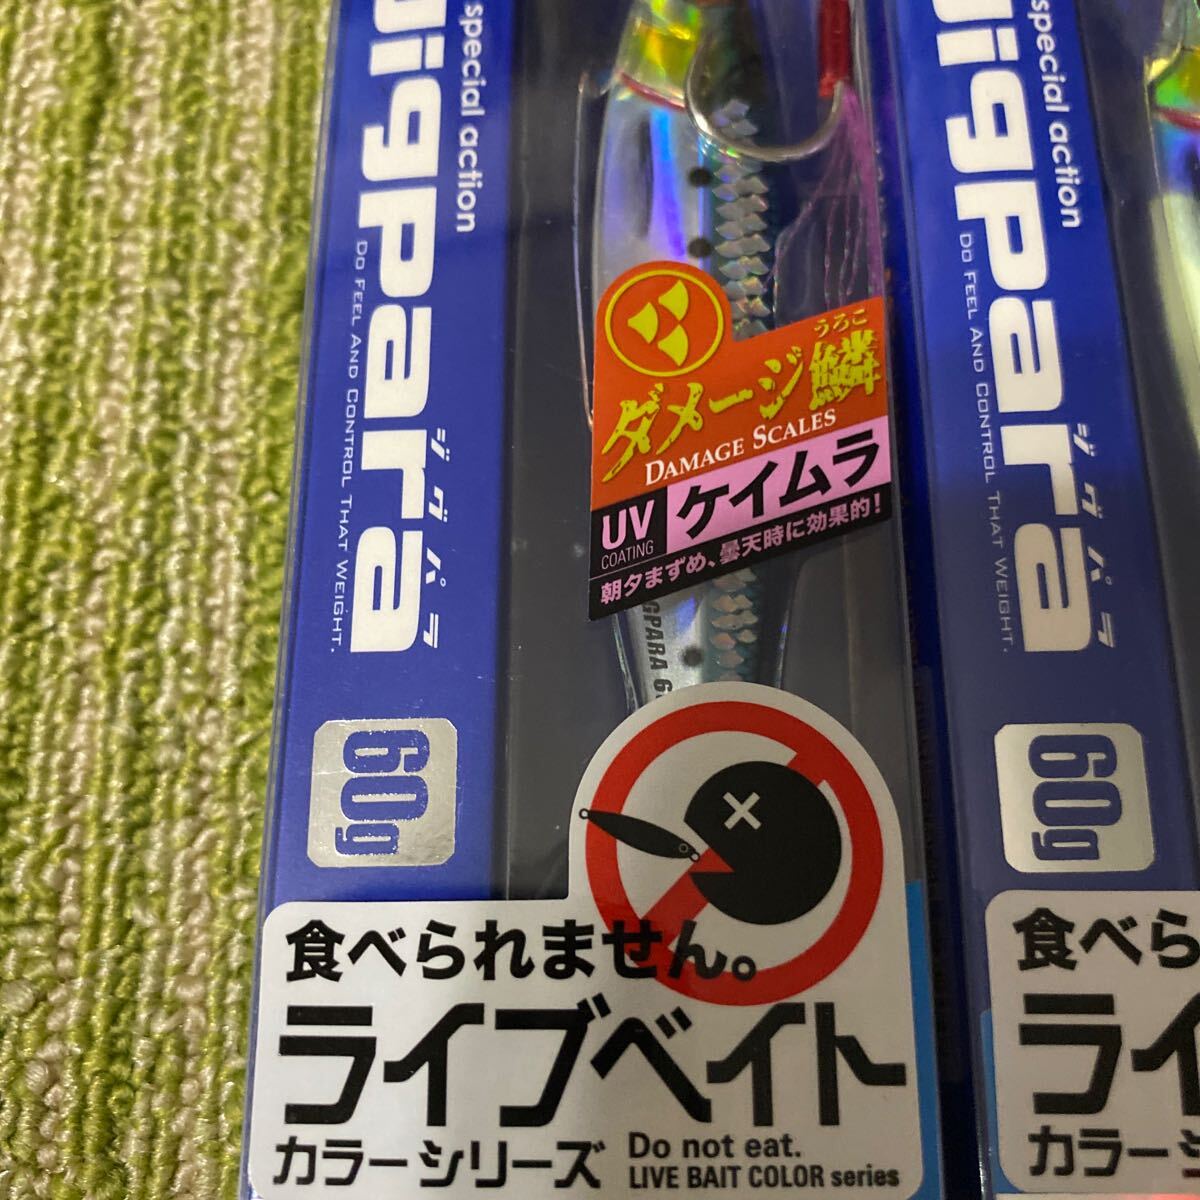 special action
Jigpara
ジグパラ
DO FEEL AND CONTROL THAT WEIGHT.
うろこ
ダメージ鱗
DAMAGE SCALES
UV
COATING
ケイムラ
朝夕まずめ、曇天時に効果的!
GPARA 6
60g
食べられません。
ライブベイト
カラーシリーズ
Do not eat.
LIVE BAIT COLOR series
special action
Jigpara
ジグパラ
DO FEEL AND CONTROL THAT WEIGHT.
60g
食べら
ライ
カラー